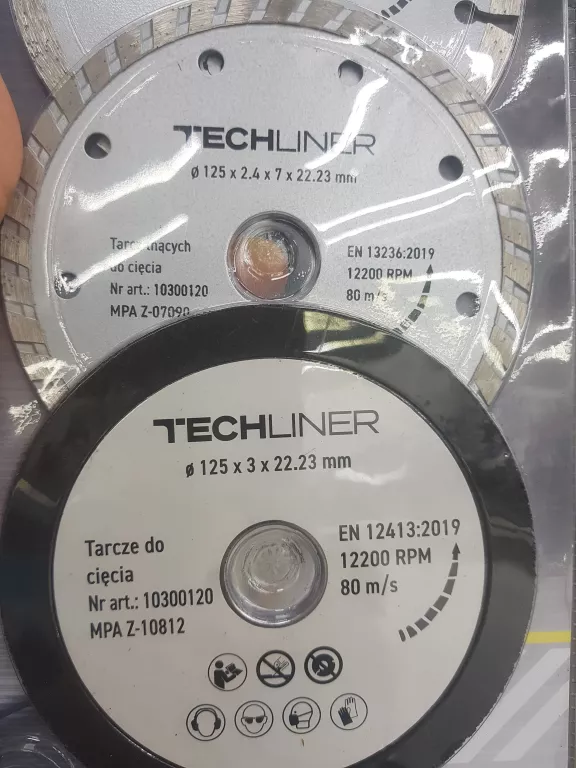 TECHLINER
ø 125 x 2.4 x 7 x 22.23 mm
do cięcia
Nr art.: 10300120
MPA Z-07090
EN 13236:2019
12200 RPM
80 m/s
TECHLINER
ø 125 x 3 x 22.23 mm
Tarcze do
cięcia
Nr art.: 10300120
MPA Z-10812
EN 12413:2019
12200 RPM
80 m/s